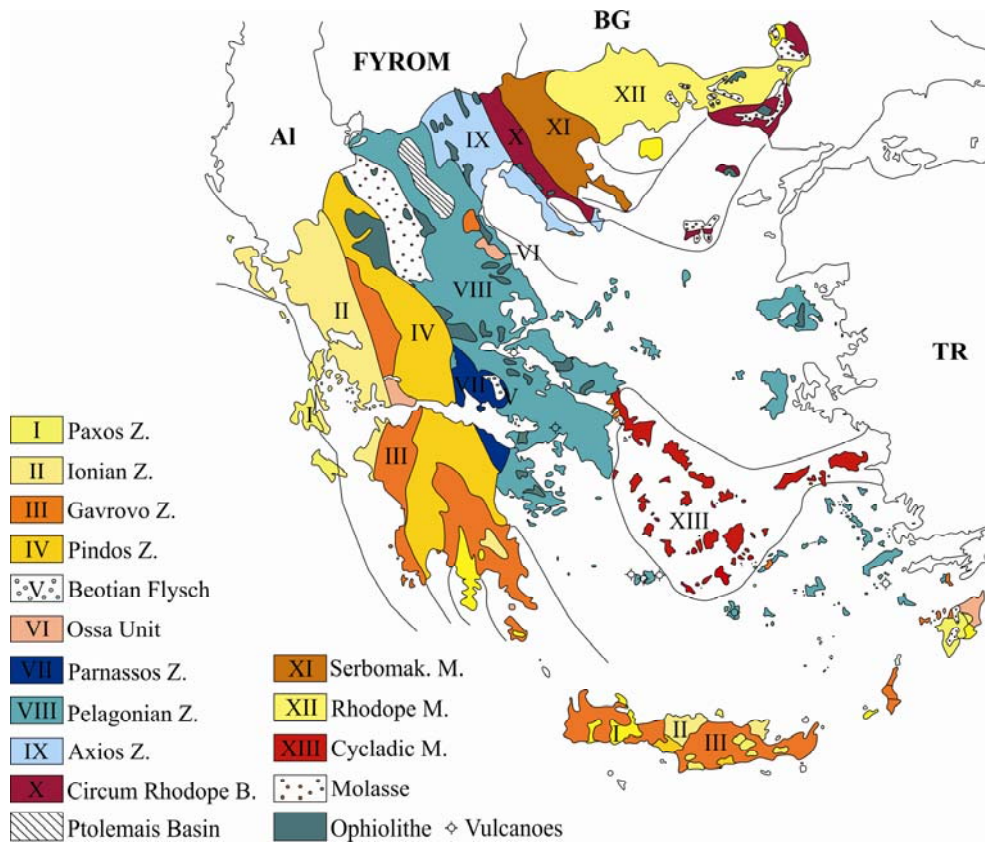 BG
FYROM
Al
TR
XII
XI
X
IX
VI
VIII
II
IV
VII
V
I
III
XIII
I
II
III
I Paxos Z.
II Ionian Z.
III Gavrovo Z.
IV Pindos Z.
V Beotian Flysch
VI Ossa Unit
VII Parnassos Z.
VIII Pelagonian Z.
IX Axios Z.
X Circum Rhodope B.
Ptolemais Basin
XI Serbomak. M.
XII Rhodope M.
XIII Cycladic M.
Molasse
Ophiolithe
Vulcanoes